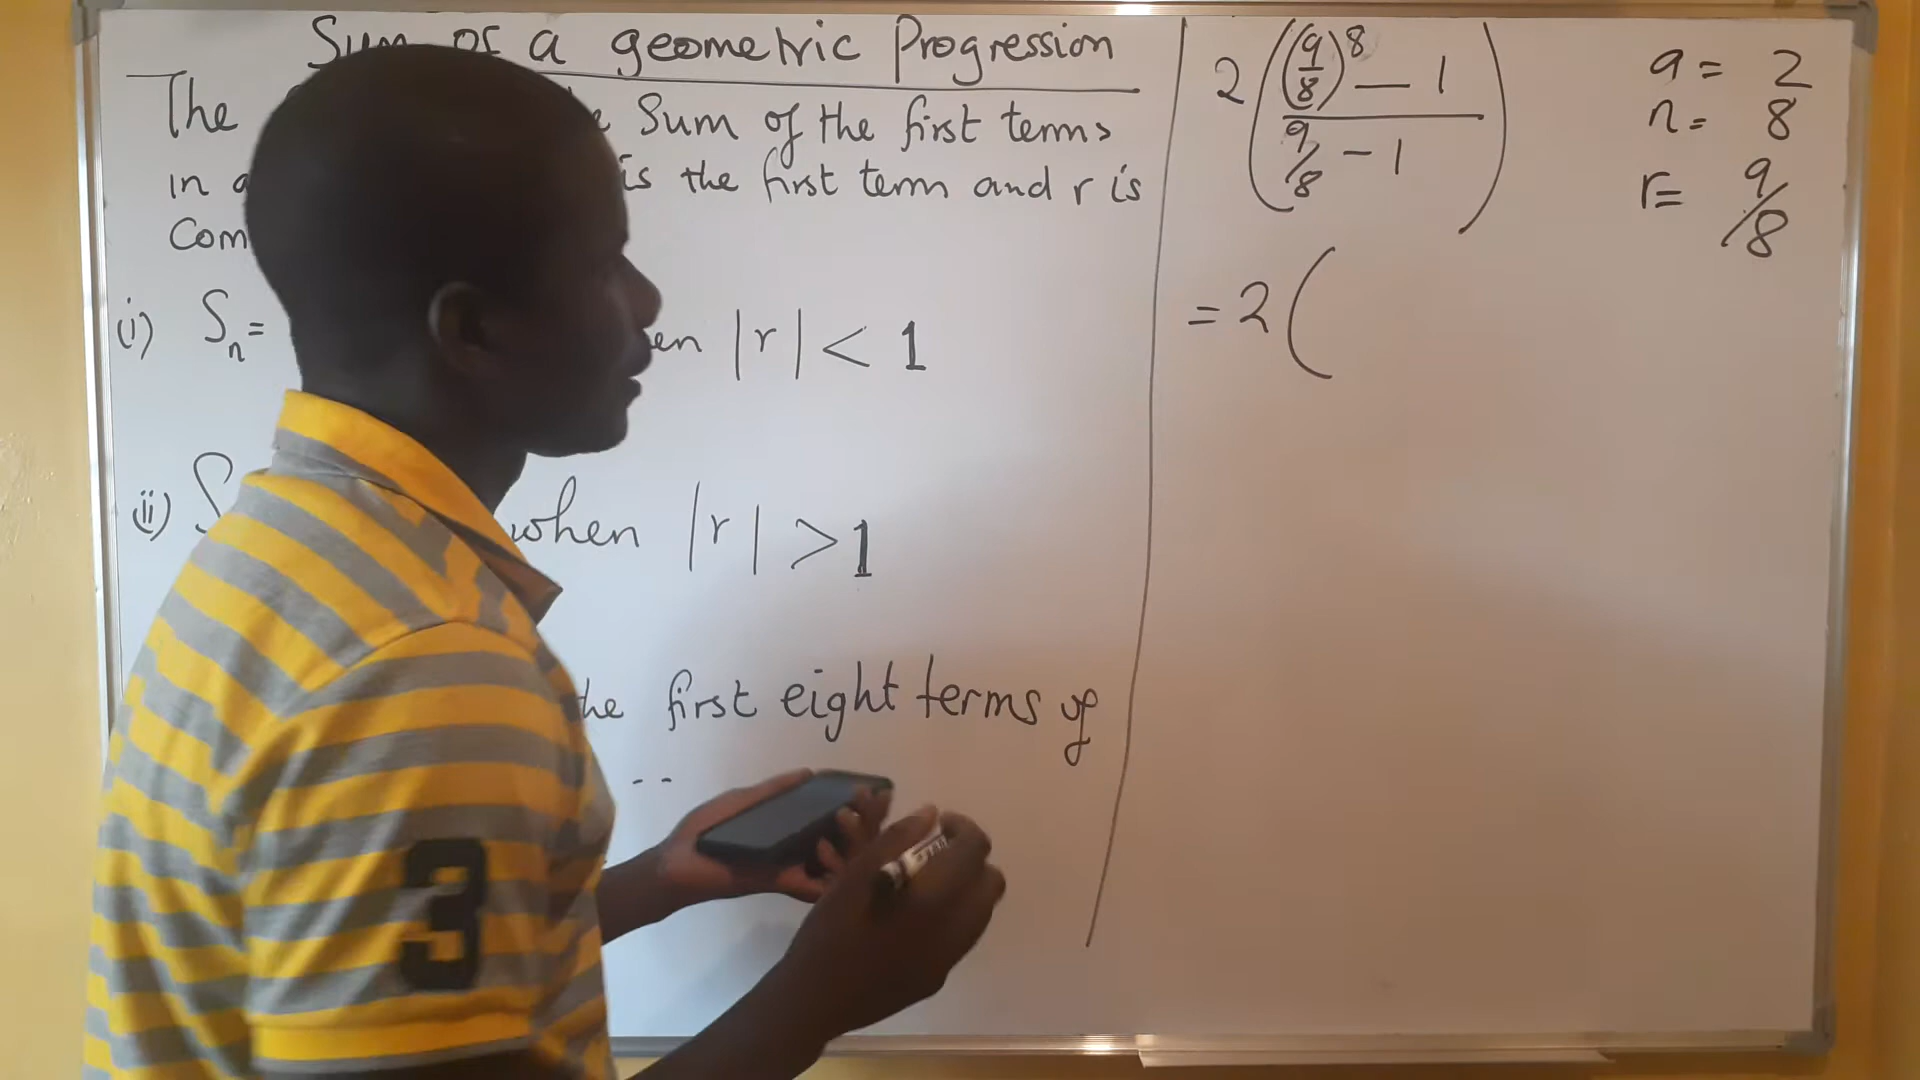 Sum of a geometric Progression
The Sum of the first terms
in is the first term and r is
Com
(i) Sn= |r| < 1
(ii) S when |r| > 1
the first eight terms of
--
2((9/8)^8 - 1 / 9/8 - 1)
= 2(
a = 2
n = 8
r = 9/8
3